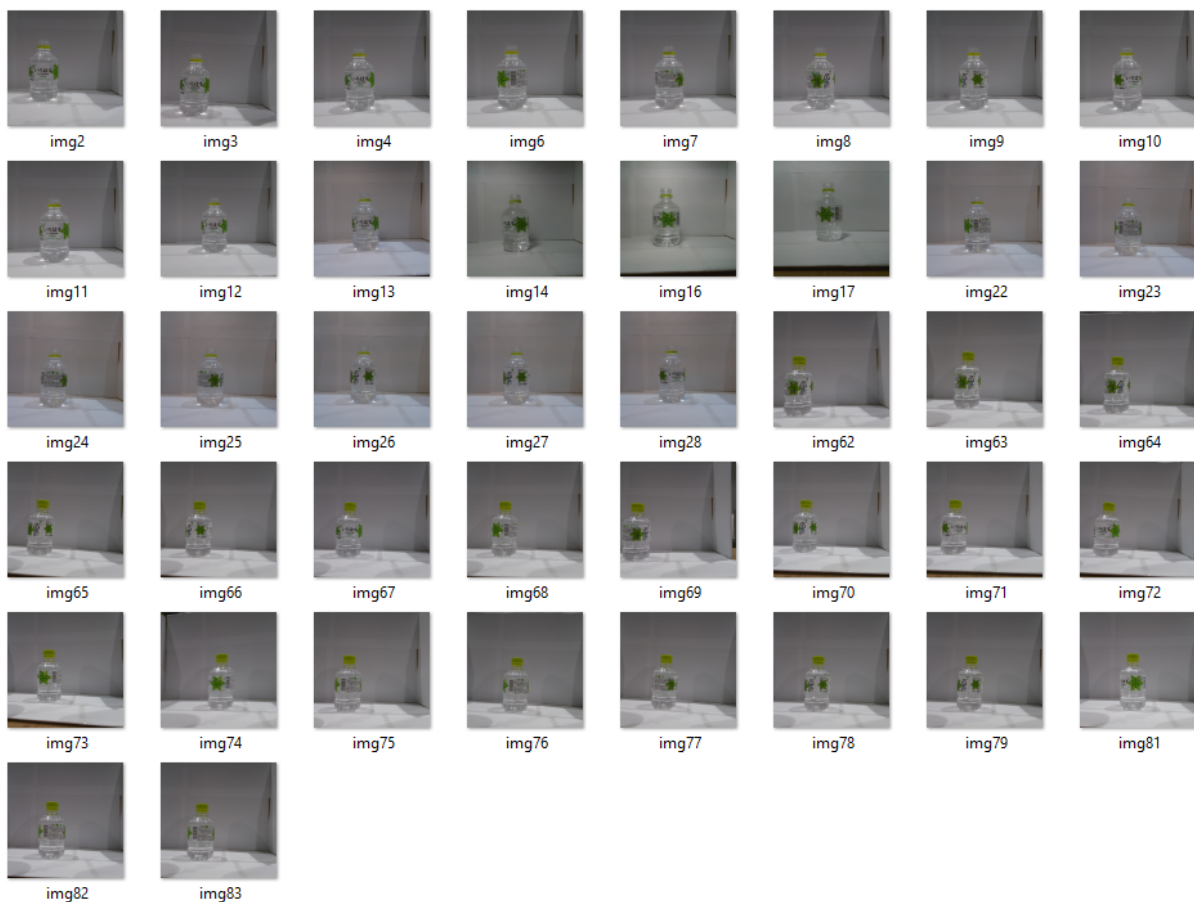 img2 img3 img4 img6 img7 img8 img9 img10
img11 img12 img13 img14 img16 img17 img22 img23
img24 img25 img26 img27 img28 img62 img63 img64
img65 img66 img67 img68 img69 img70 img71 img72
img73 img74 img75 img76 img77 img78 img79 img81
img82 img83